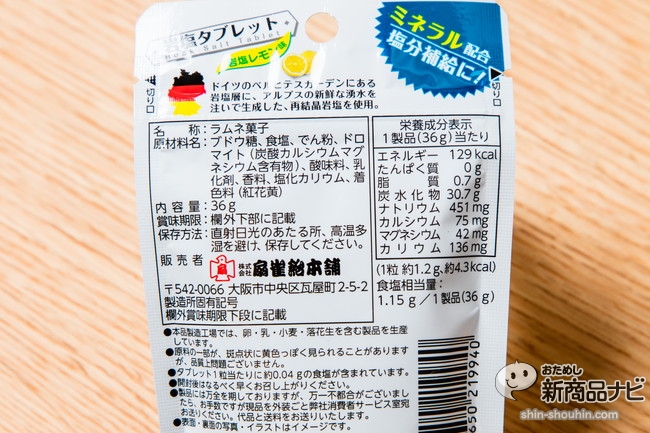 岩塩タブレット
Salt Tablet
岩塩レモン味
ミネラル配合
塩分補給に!
切り口
切り口
ドイツのベルヒテスガーデンにある
岩塩層に、アルプスの新鮮な湧水を
注いで生成した、再結晶岩塩を使用。
名称:ラムネ菓子
原材料名:ブドウ糖、食塩、でん粉、ドロ
マイト(炭酸カルシウムマグ
ネシウム含有物)、酸味料、乳
化剤、香料、塩化カリウム、着
色料(紅花黄)
内容量:36g
賞味期限:欄外下部に記載
保存方法:直射日光のあたる所、高温多
湿を避け、保存してください。
販売者 株式会社 扇雀飴本舗
〒542-0066 大阪市中央区瓦屋町2-5-2
製造所固有記号
欄外賞味期限下段に記載
栄養成分表示
1製品(36g)当たり
エネルギー 129kcal
たんぱく質 0g
脂質 0.7g
炭水化物 30.7g
ナトリウム 451mg
カルシウム 75mg
マグネシウム 42mg
カリウム 136mg
(1粒 約1.2g、約4.3kcal)
食塩相当量:
1.15g/1製品(36g)
●本品製造工場では、卵・乳・小麦・落花生を含む製品を生産
しています。
●原料の一部が、斑点状に黄色っぽく見られることがあります
が、品質上問題ございません。
●タブレット1粒当たりに約0.04gの食塩が含まれています。
●開封後はなるべく早くお召し上がりください。
●製品には万全を期しておりますが、万一不都合がございまし
たら、お手数ですが現品を外装ごと弊社消費者サービス室宛
お送りください。代品と送料をお送りいたします。
●表面・裏面の写真・イラストはイメージです。
650 219940
おためし
新商品ナビ
shin-shouhin.com